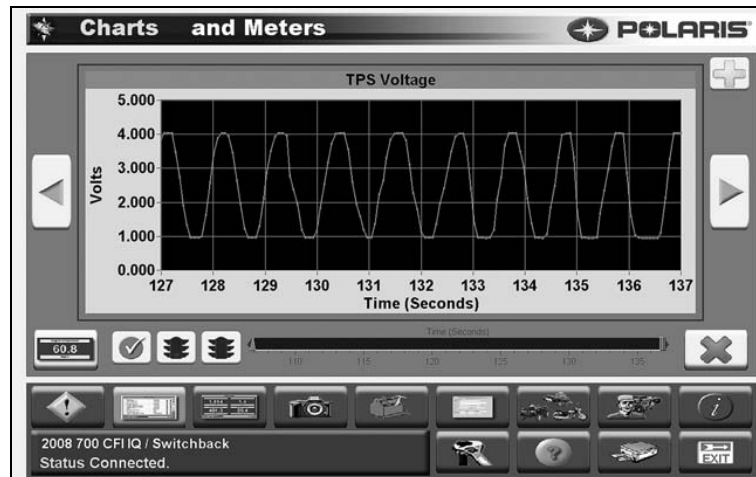 Charts and Meters
POLARIS
TPS Voltage
5.000
4.000
3.000
2.000
1.000
0.000
Volts
127 128 129 130 131 132 133 134 135 136 137
Time (Seconds)
60.8
Time (Seconds)
110 115 120 125 130 135
i
?
2008 700 CFI IQ / Switchback
Status Connected.
EXIT